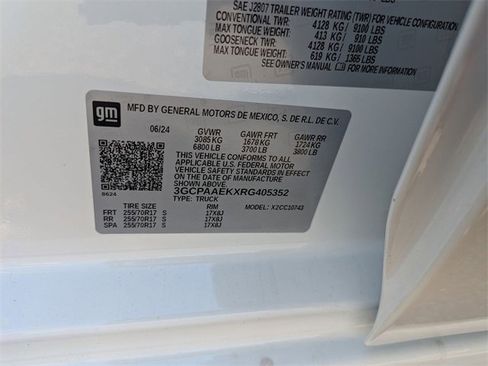 LBS
SAE J2807 TRAILER WEIGHT RATING (TWR) FOR VEHICLE CONFIGURATION
CONVENTIONAL TWR: 4128 KG / 9100 LBS
MAX TONGUE WEIGHT: 413 KG / 910 LBS
GOOSENECK TWR: 4128 KG / 9100 LBS
MAX TONGUE WEIGHT: 619 KG / 1365 LBS
SEE OWNER'S MANUAL FOR MORE INFORMATION.
gm
MFD BY GENERAL MOTORS DE MEXICO, S. DE R.L. DE C.V.
06/24 GVWR GAWR FRT GAWR RR
3085 KG 1678 KG 1724 KG
6800 LB 3700 LB 3800 LB
THIS VEHICLE CONFORMS TO ALL
APPLICABLE U.S. FEDERAL MOTOR
VEHICLE SAFETY STANDARDS IN EFFECT ON
THE DATE OF MANUFACTURE SHOWN ABOVE.
3GCPAAEKXRG405352
8624 TYPE: TRUCK
TIRE SIZE RIM MODEL: X2CC10743
FRT 255/70R17 S 17X8J
RR 255/70R17 S 17X8J
SPA 255/70R17 S 17X8J